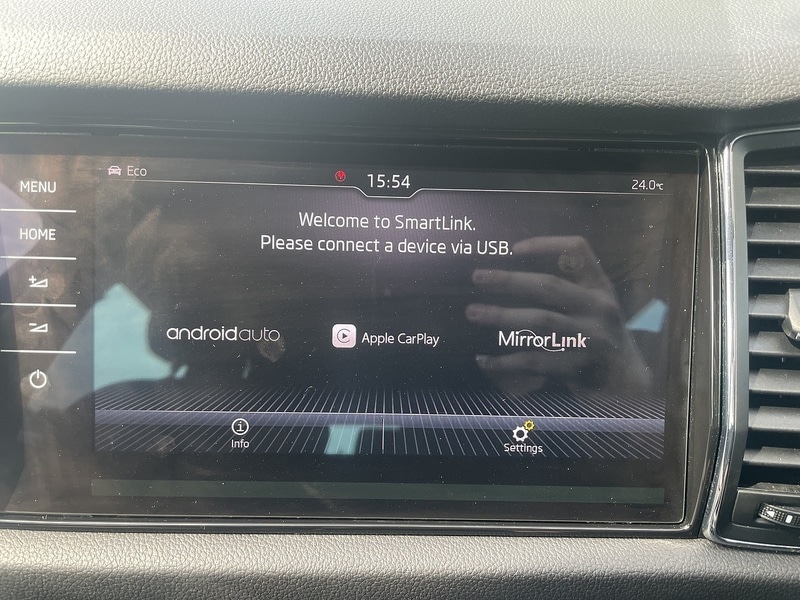 MENU
HOME
Eco
15:54
24.0°C
Welcome to SmartLink.
Please connect a device via USB.
androidauto
Apple CarPlay
MirrorLink
Info
Settings